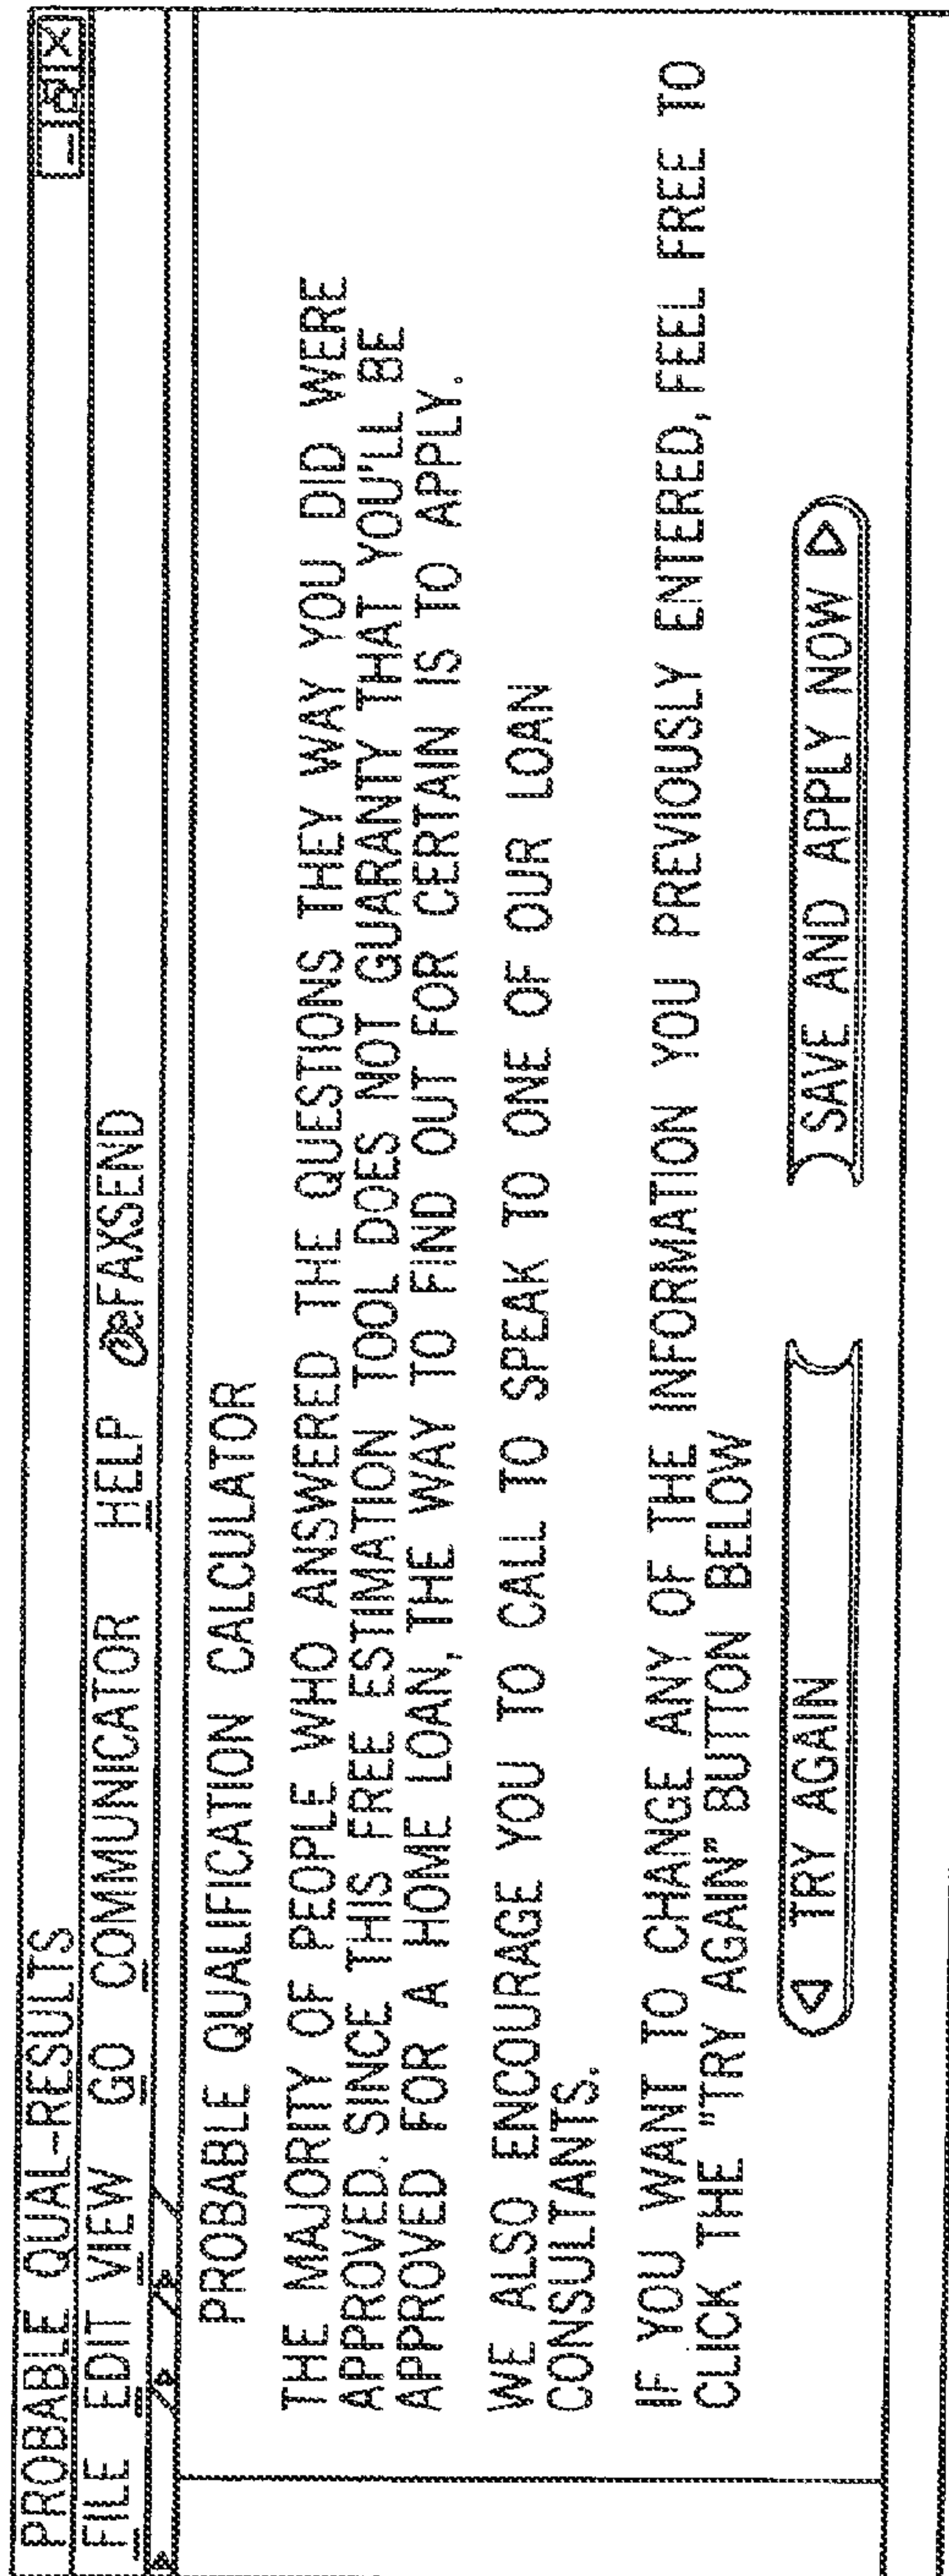 PROBABLE QUAL-RESULTS
FILE EDIT VIEW GO COMMUNICATOR HELP eFAXSEND
PROBABLE QUALIFICATION CALCULATOR
THE MAJORITY OF PEOPLE WHO ANSWERED THE QUESTIONS THEY WAY YOU DID WERE
APPROVED. SINCE THIS FREE ESTIMATION TOOL DOES NOT GUARANTY THAT YOU'LL BE
APPROVED FOR A HOME LOAN, THE WAY TO FIND OUT FOR CERTAIN IS TO APPLY.
WE ALSO ENCOURAGE YOU TO CALL TO SPEAK TO ONE OF OUR LOAN
CONSULTANTS.
IF YOU WANT TO CHANGE ANY OF THE INFORMATION YOU PREVIOUSLY ENTERED, FEEL FREE TO
CLICK THE "TRY AGAIN" BUTTON BELOW
TRY AGAIN
SAVE AND APPLY NOW